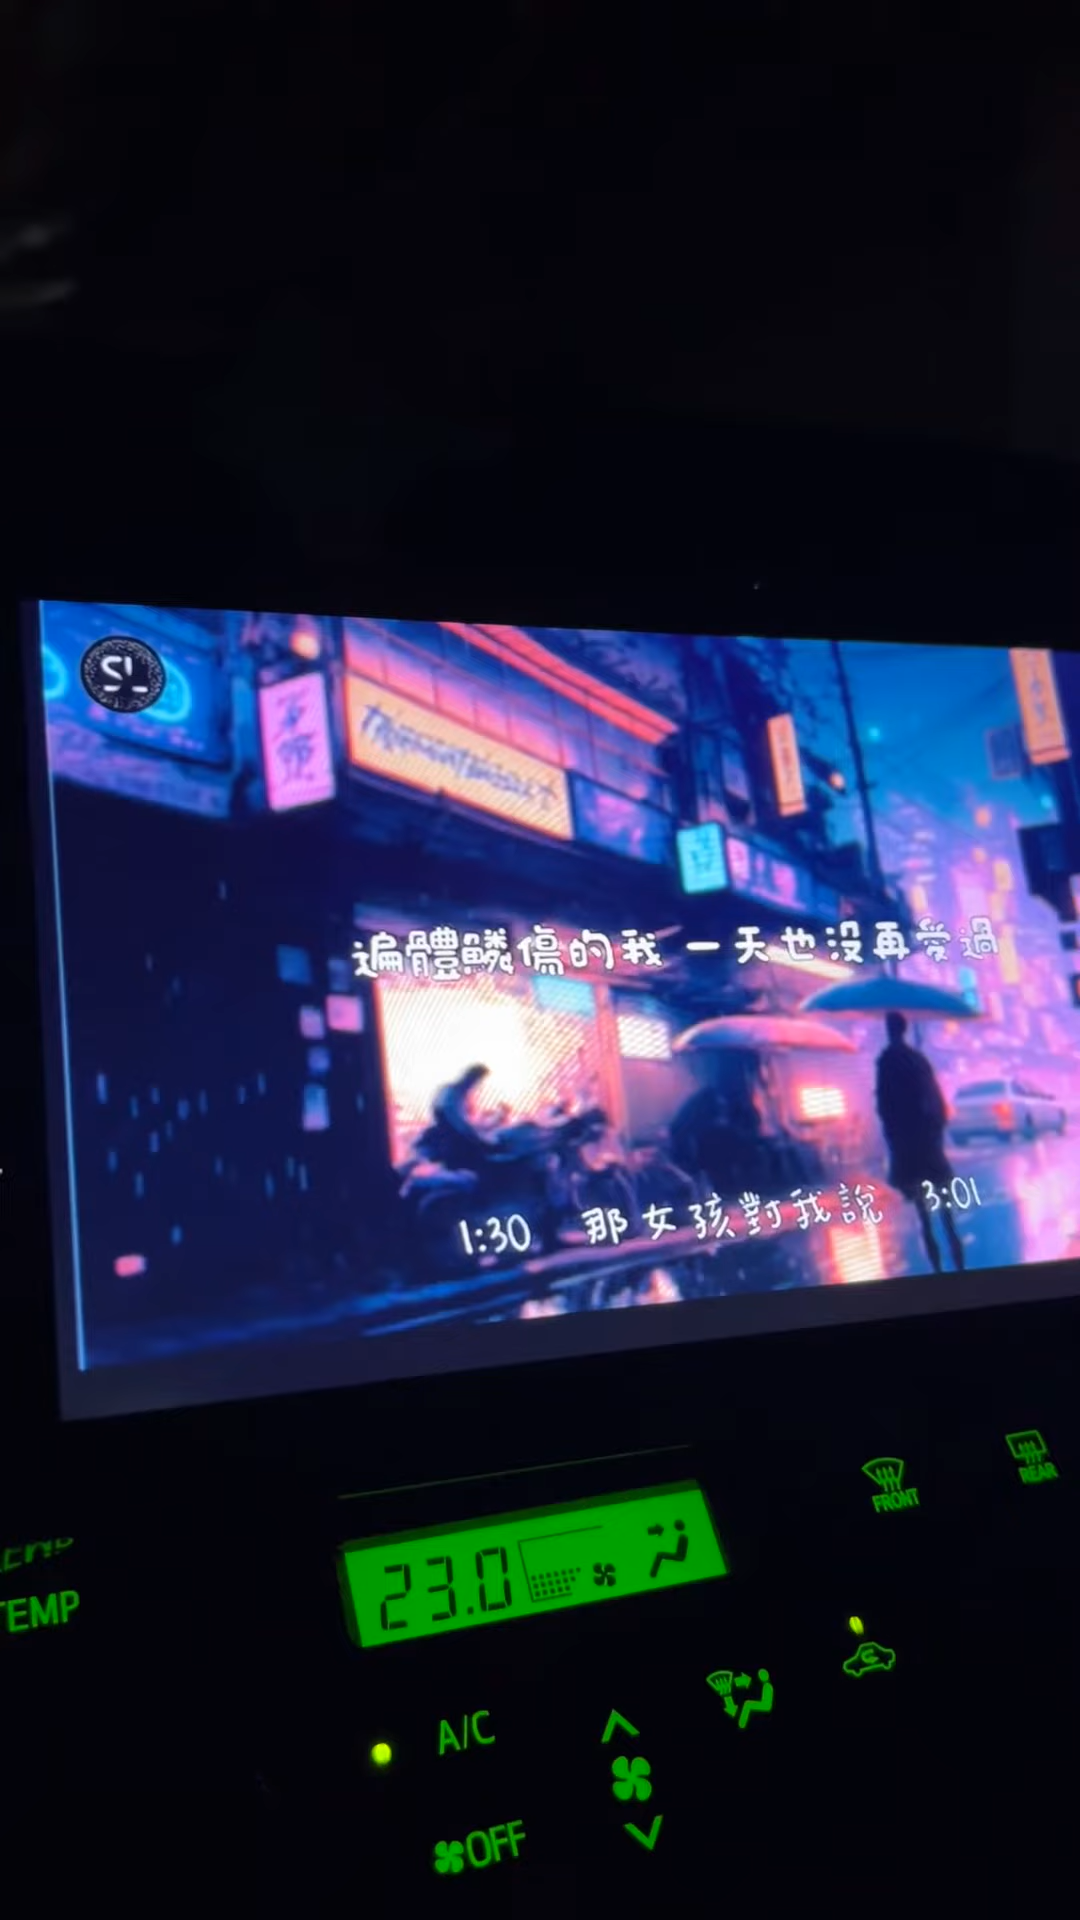 遍體鱗傷的我 一天也沒再愛過
1:30 那女孩對我說 3:01
FRONT
REAR
23.0
TEMP
A/C
OFF